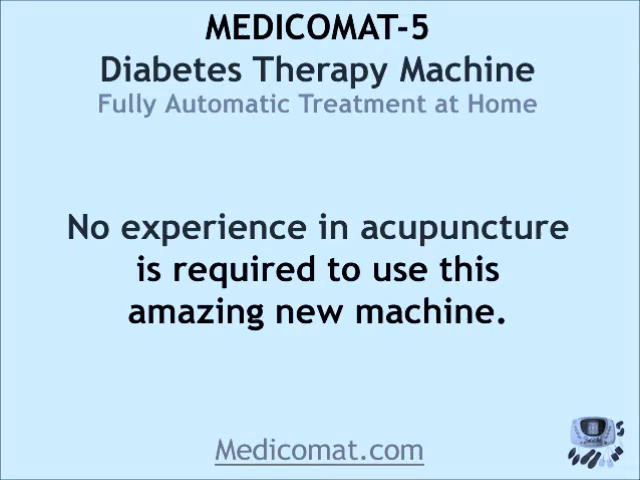 MEDICOMAT-5
Diabetes Therapy Machine
Fully Automatic Treatment at Home
No experience in acupuncture
is required to use this
amazing new machine.
Medicomat.com